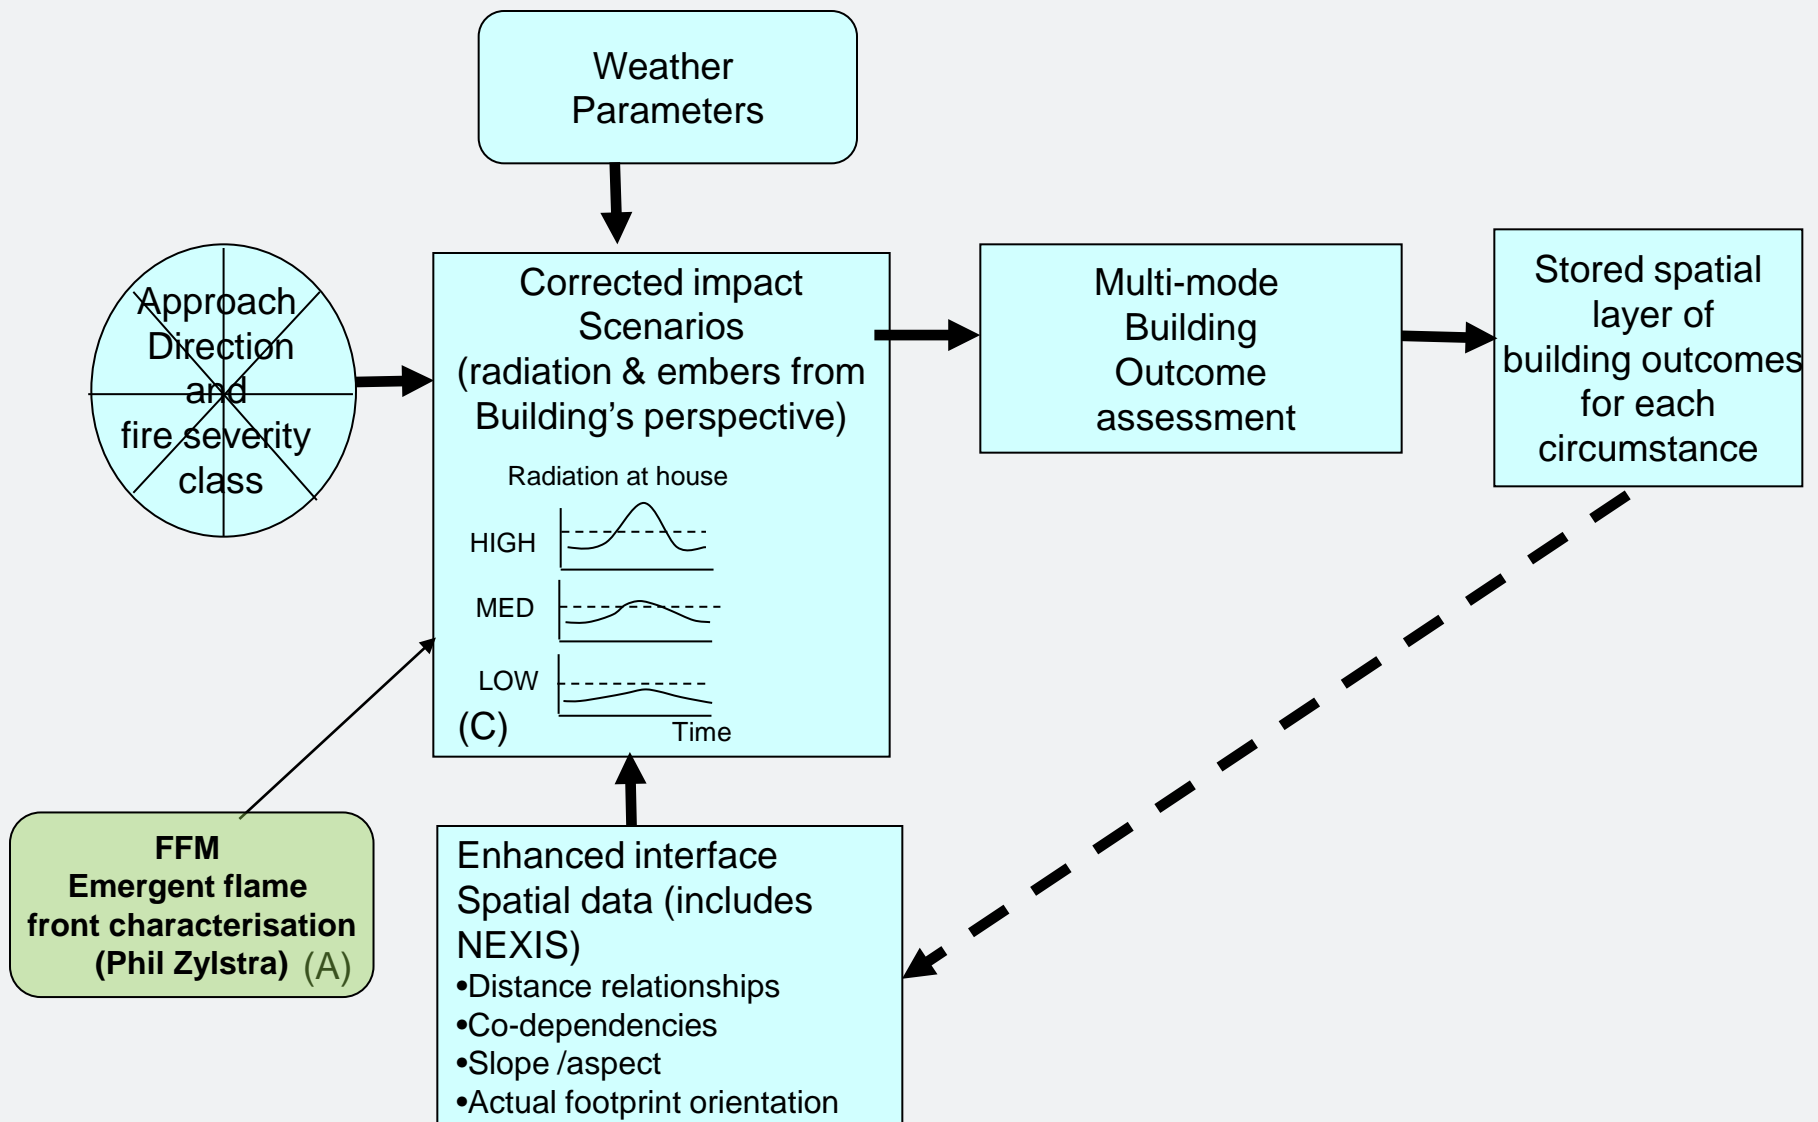 Weather
Parameters
Approach
Direction
and
fire severity
class
Corrected impact
Scenarios
(radiation & embers from
Building’s perspective)
Radiation at house
HIGH
MED
LOW
(C)
Time
Multi-mode
Building
Outcome
assessment
Stored spatial
layer of
building outcomes
for each
circumstance
FFM
Emergent flame
front characterisation
(Phil Zylstra) (A)
Enhanced interface
Spatial data (includes
NEXIS)
•Distance relationships
•Co-dependencies
•Slope /aspect
•Actual footprint orientation